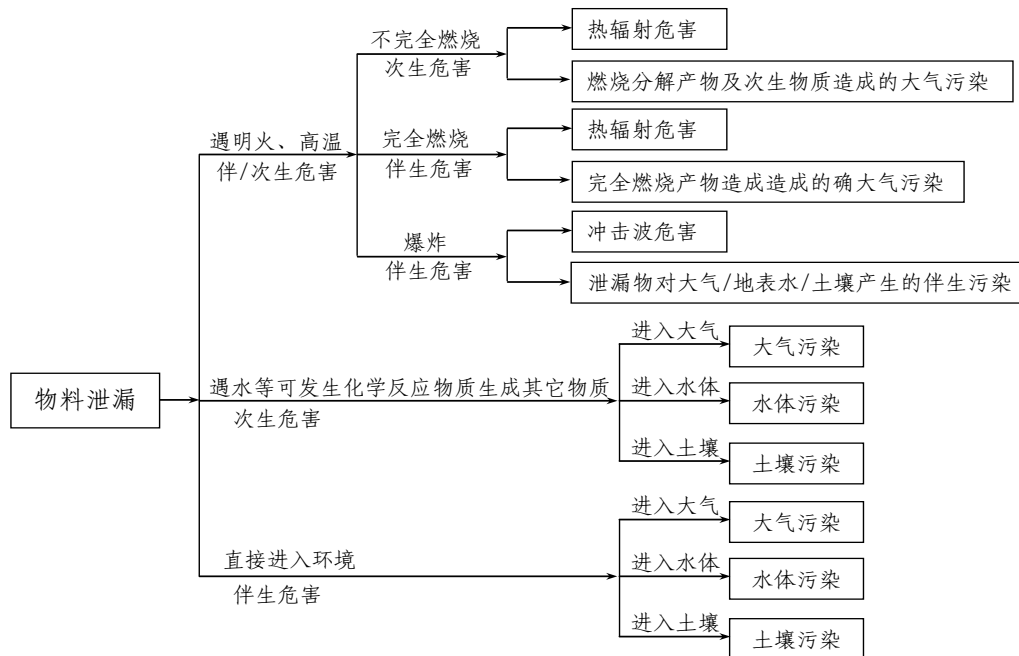 不完全燃烧
次生危害
热辐射危害
燃烧分解产物及次生物质造成的大气污染
遇明火、高温
伴/次生危害
完全燃烧
伴生危害
热辐射危害
完全燃烧产物造成造成的确大气污染
爆炸
伴生危害
冲击波危害
泄漏物对大气/地表水/土壤产生的伴生污染
物料泄漏
遇水等可发生化学反应物质生成其它物质
次生危害
进入大气
大气污染
进入水体
水体污染
进入土壤
土壤污染
直接进入环境
伴生危害
进入大气
大气污染
进入水体
水体污染
进入土壤
土壤污染